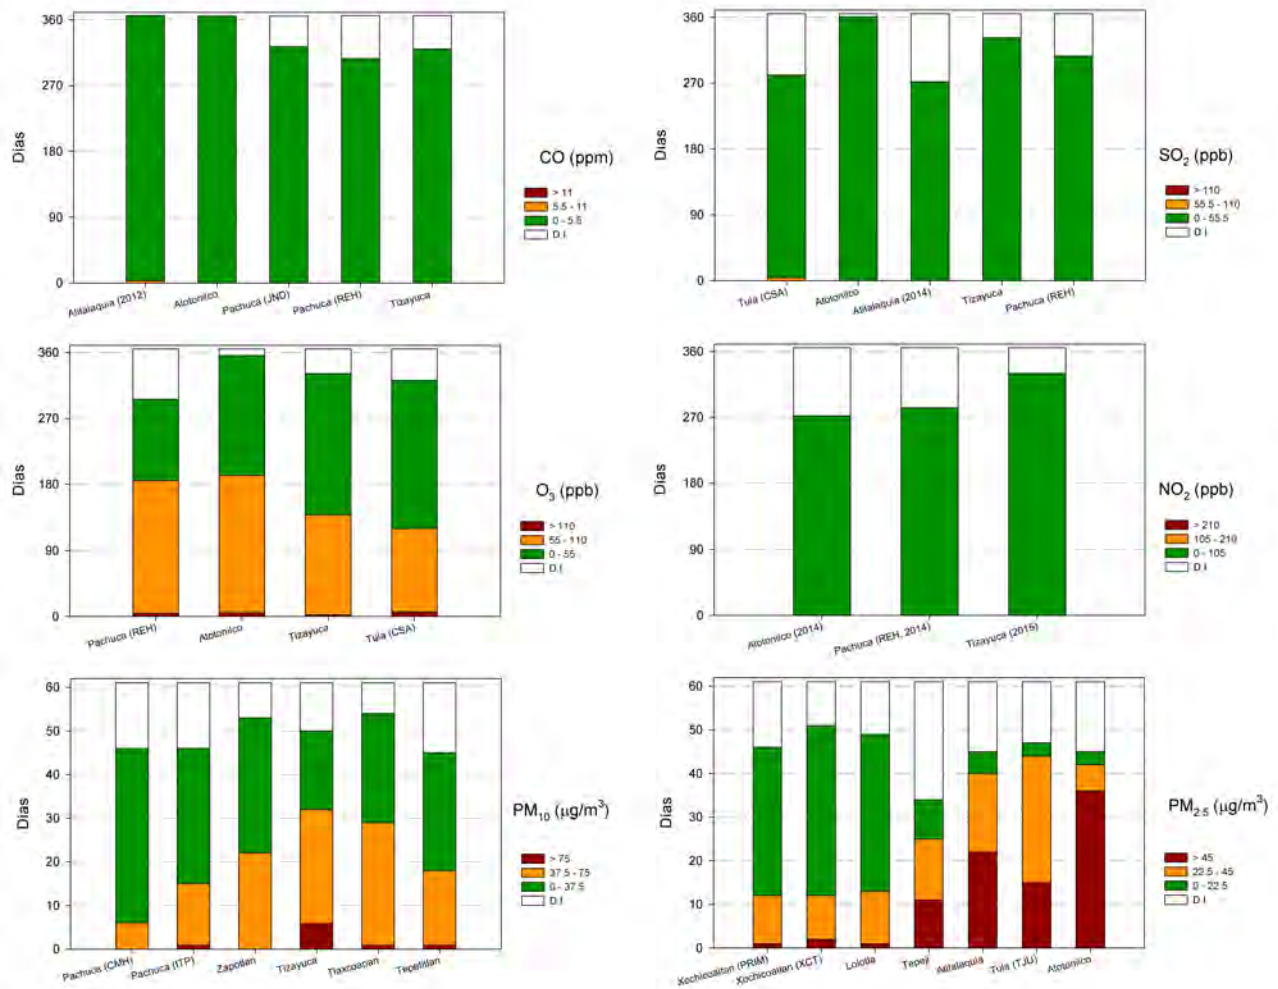 360
270
180
90
0
Días
Atitalaquia (2012)
Atotonilco
Pachuca (JND)
Pachuca (REH)
Tizayuca
CO (ppm)
> 11
5.5 - 11
0 - 5.5
D.I
360
270
180
90
0
Días
Tula (CSA)
Atotonilco
Atitalaquia (2014)
Tizayuca
Pachuca (REH)
SO₂ (ppb)
> 110
55.5 - 110
0 - 55.5
D.I
360
270
180
90
0
Días
Pachuca (REH)
Atotonilco
Tizayuca
Tula (CSA)
O₃ (ppb)
> 110
55 - 110
0 - 55
D.I
360
270
180
90
0
Días
Atotonilco (2014)
Pachuca (REH, 2014)
Tizayuca (2015)
NO₂ (ppb)
> 210
105 - 210
0 - 105
D.I
60
50
40
30
20
10
0
Días
Pachuca (CMH)
Pachuca (ITP)
Zapotlan
Tizayuca
Tlaxcoapan
Tepetitlan
PM₁₀ (µg/m³)
> 75
37.5 - 75
0 - 37.5
D.I
60
50
40
30
20
10
0
Días
Xochicoatlan (PRIM)
Xochicoatlan (XCT)
Lolotla
Tepeji
Atitalaquia
Tula (TJU)
Atotonilco
PM₂.₅ (µg/m³)
> 45
22.5 - 45
0 - 22.5
D.I